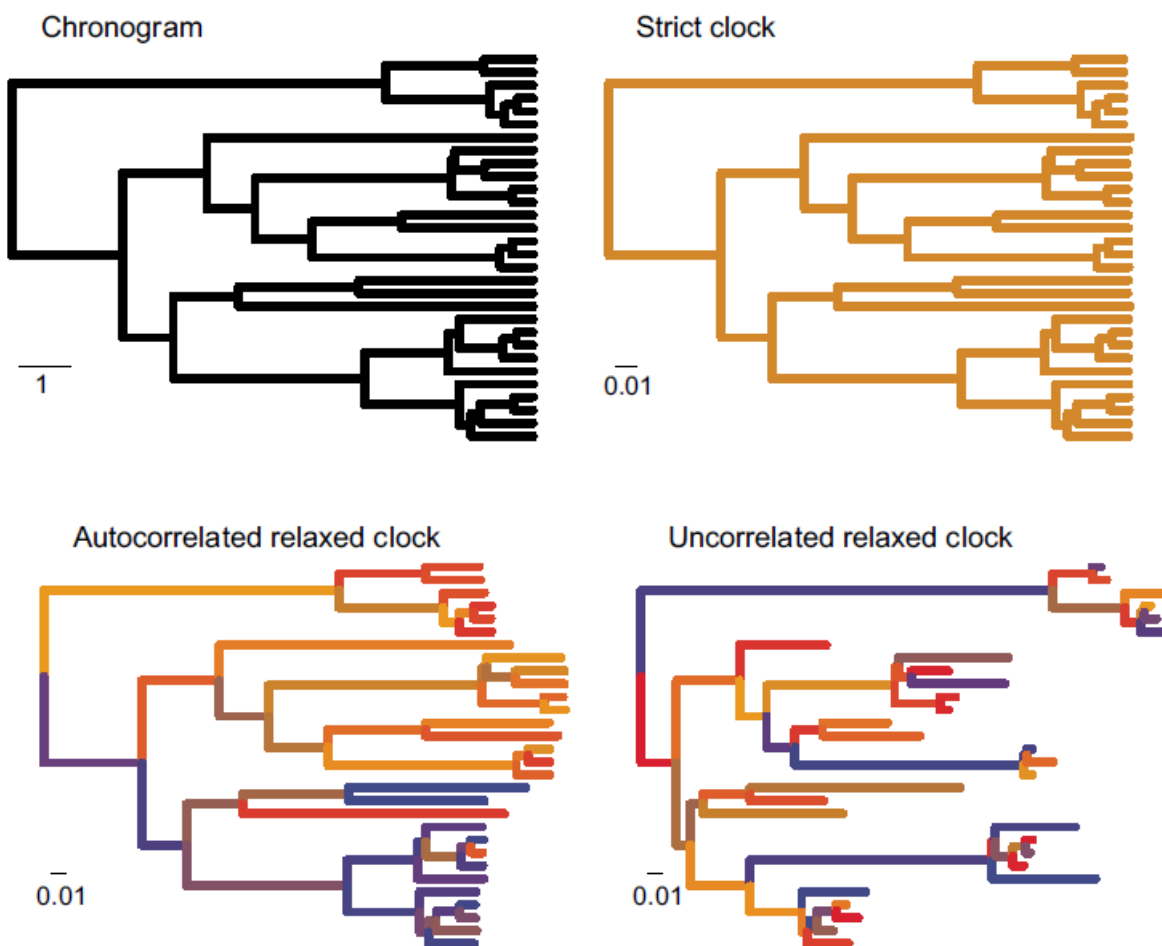 Chronogram
Strict clock
1
0.01
Autocorrelated relaxed clock
Uncorrelated relaxed clock
0.01
0.01